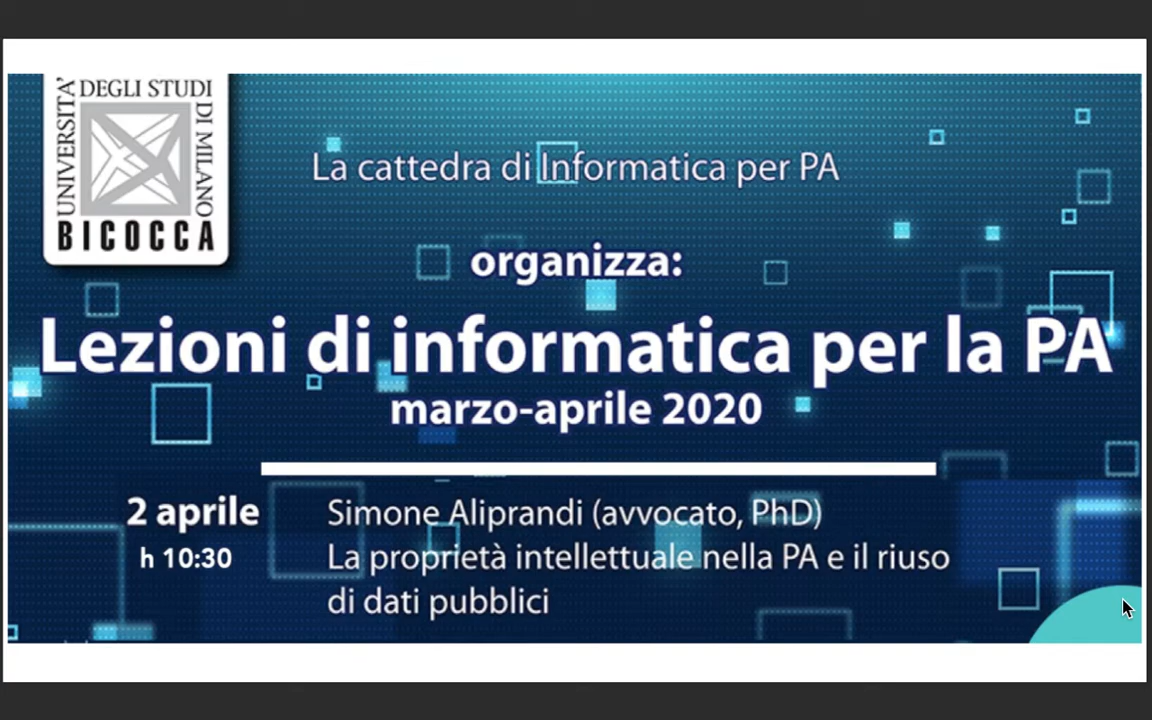 UNIVERSITA'
DEGLI STUDI
DI MILANO
BICOCCA
La cattedra di Informatica per PA
organizza:
Lezioni di informatica per la PA
marzo-aprile 2020
2 aprile
h 10:30
Simone Aliprandi (avvocato, PhD)
La proprietà intellettuale nella PA e il riuso
di dati pubblici